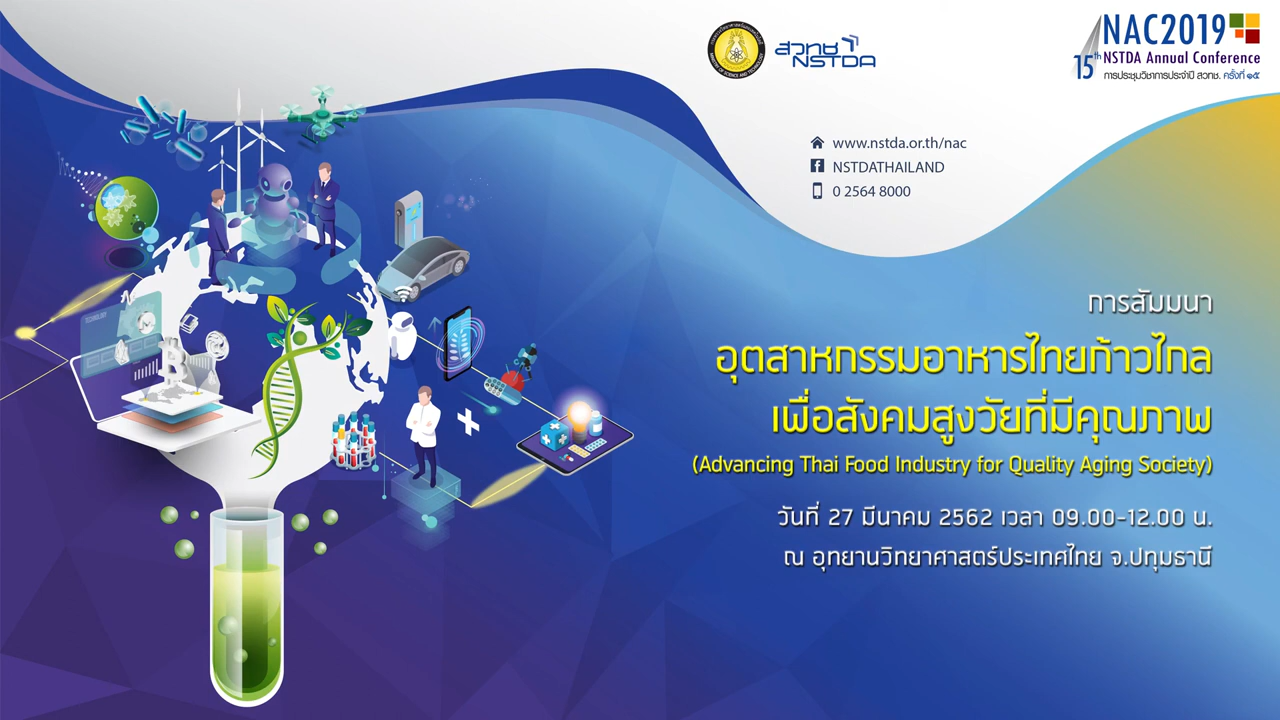 สวทช
NSTDA
NAC2019
15th NSTDA Annual Conference
การประชุมวิชาการประจำปี สวทช. ครั้งที่ ๑๕
www.nstda.or.th/nac
NSTDATHAILAND
0 2564 8000
การสัมมนา
อุตสาหกรรมอาหารไทยก้าวไกล
เพื่อสังคมสูงวัยที่มีคุณภาพ
(Advancing Thai Food Industry for Quality Aging Society)
วันที่ 27 มีนาคม 2562 เวลา 09.00-12.00 น.
ณ อุทยานวิทยาศาสตร์ประเทศไทย จ.ปทุมธานี
TECHNOLOGY